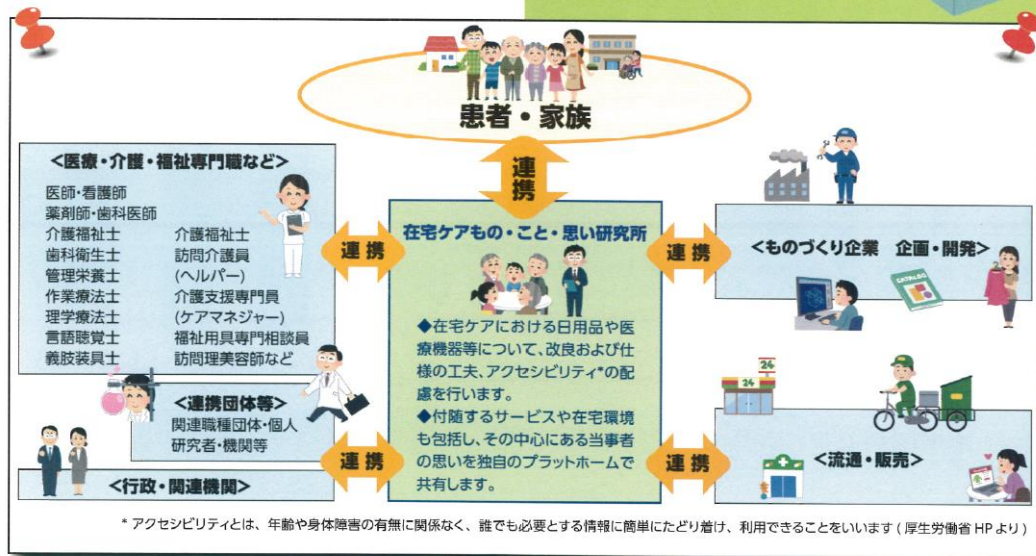 患者・家族
連携
<医療・介護・福祉専門職など>
医師・看護師
薬剤師・歯科医師
介護福祉士
歯科衛生士
管理栄養士
作業療法士
理学療法士
言語聴覚士
義肢装具士
介護福祉士
訪問介護員
(ヘルパー)
介護支援専門員
(ケアマネジャー)
福祉用具専門相談員
訪問理美容師など
連携
在宅ケアもの・こと・思い研究所
◆在宅ケアにおける日用品や医
療機器等について、改良および仕
様の工夫、アクセシビリティ*の配
慮を行います。
◆付随するサービスや在宅環境
も包括し、その中心にある当事者
の思いを独自のプラットホームで
共有します。
連携
<ものづくり企業 企画・開発>
CATALOG
<連携団体等>
関連職種団体・個人
研究者・機関等
連携
<行政・関連機関>
連携
24
24 24
<流通・販売>
* アクセシビリティとは、年齢や身体障害の有無に関係なく、誰でも必要とする情報に簡単にたどり着け、利用できることをいいます ( 厚生労働省 HP より )